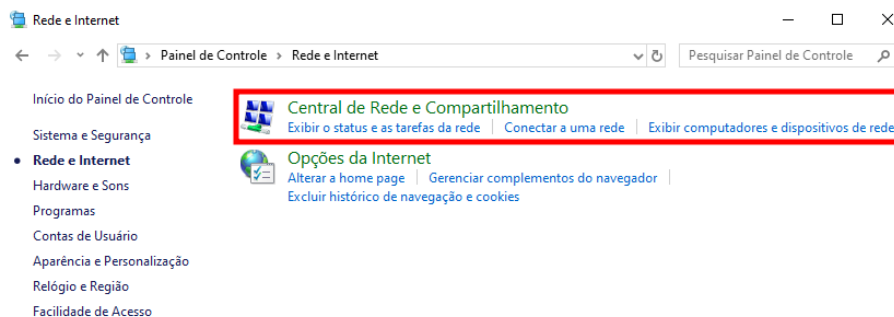 Rede e Internet
Painel de Controle > Rede e Internet
Pesquisar Painel de Controle
Início do Painel de Controle
Sistema e Segurança
Rede e Internet
Hardware e Sons
Programas
Contas de Usuário
Aparência e Personalização
Relógio e Região
Facilidade de Acesso
Central de Rede e Compartilhamento
Exibir o status e as tarefas da rede | Conectar a uma rede | Exibir computadores e dispositivos de rede
Opções da Internet
Alterar a home page | Gerenciar complementos do navegador |
Excluir histórico de navegação e cookies